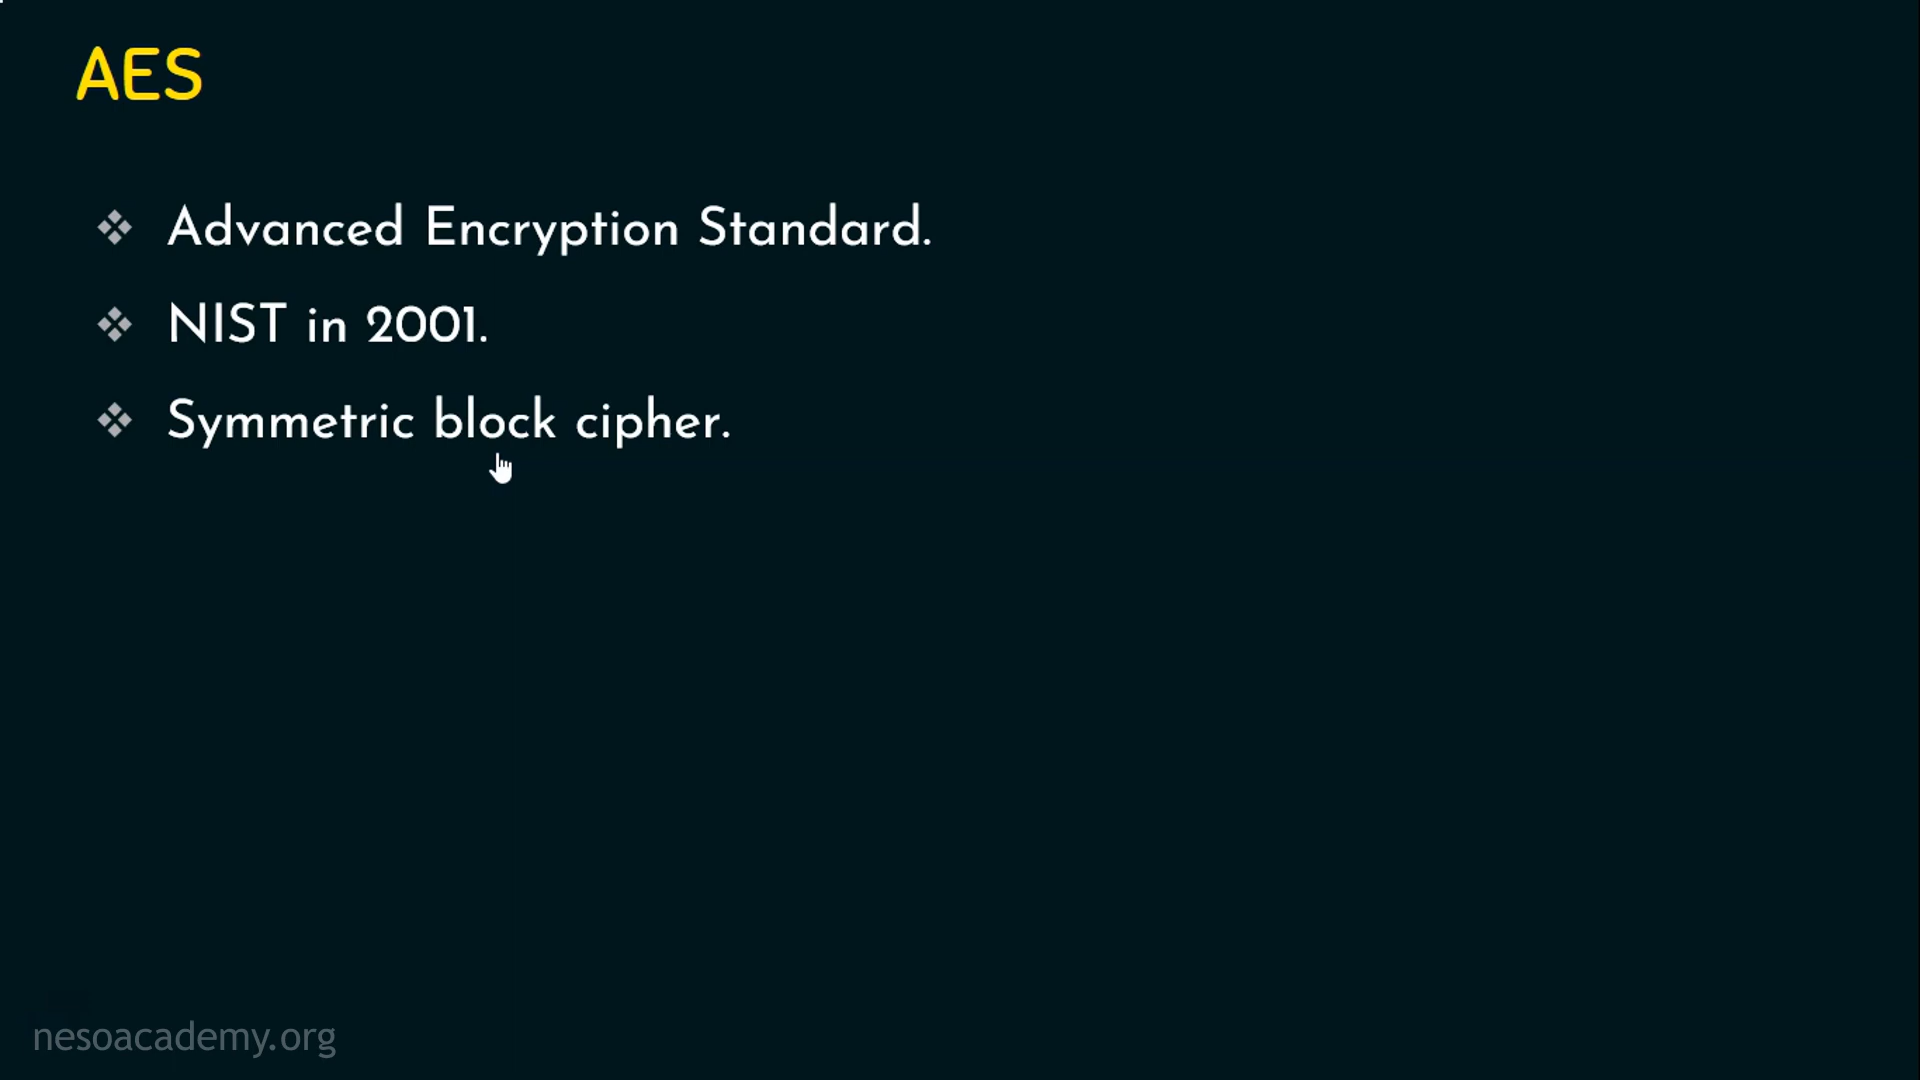 AES
❖ Advanced Encryption Standard.
❖ NIST in 2001.
❖ Symmetric block cipher.
nesoacademy.org